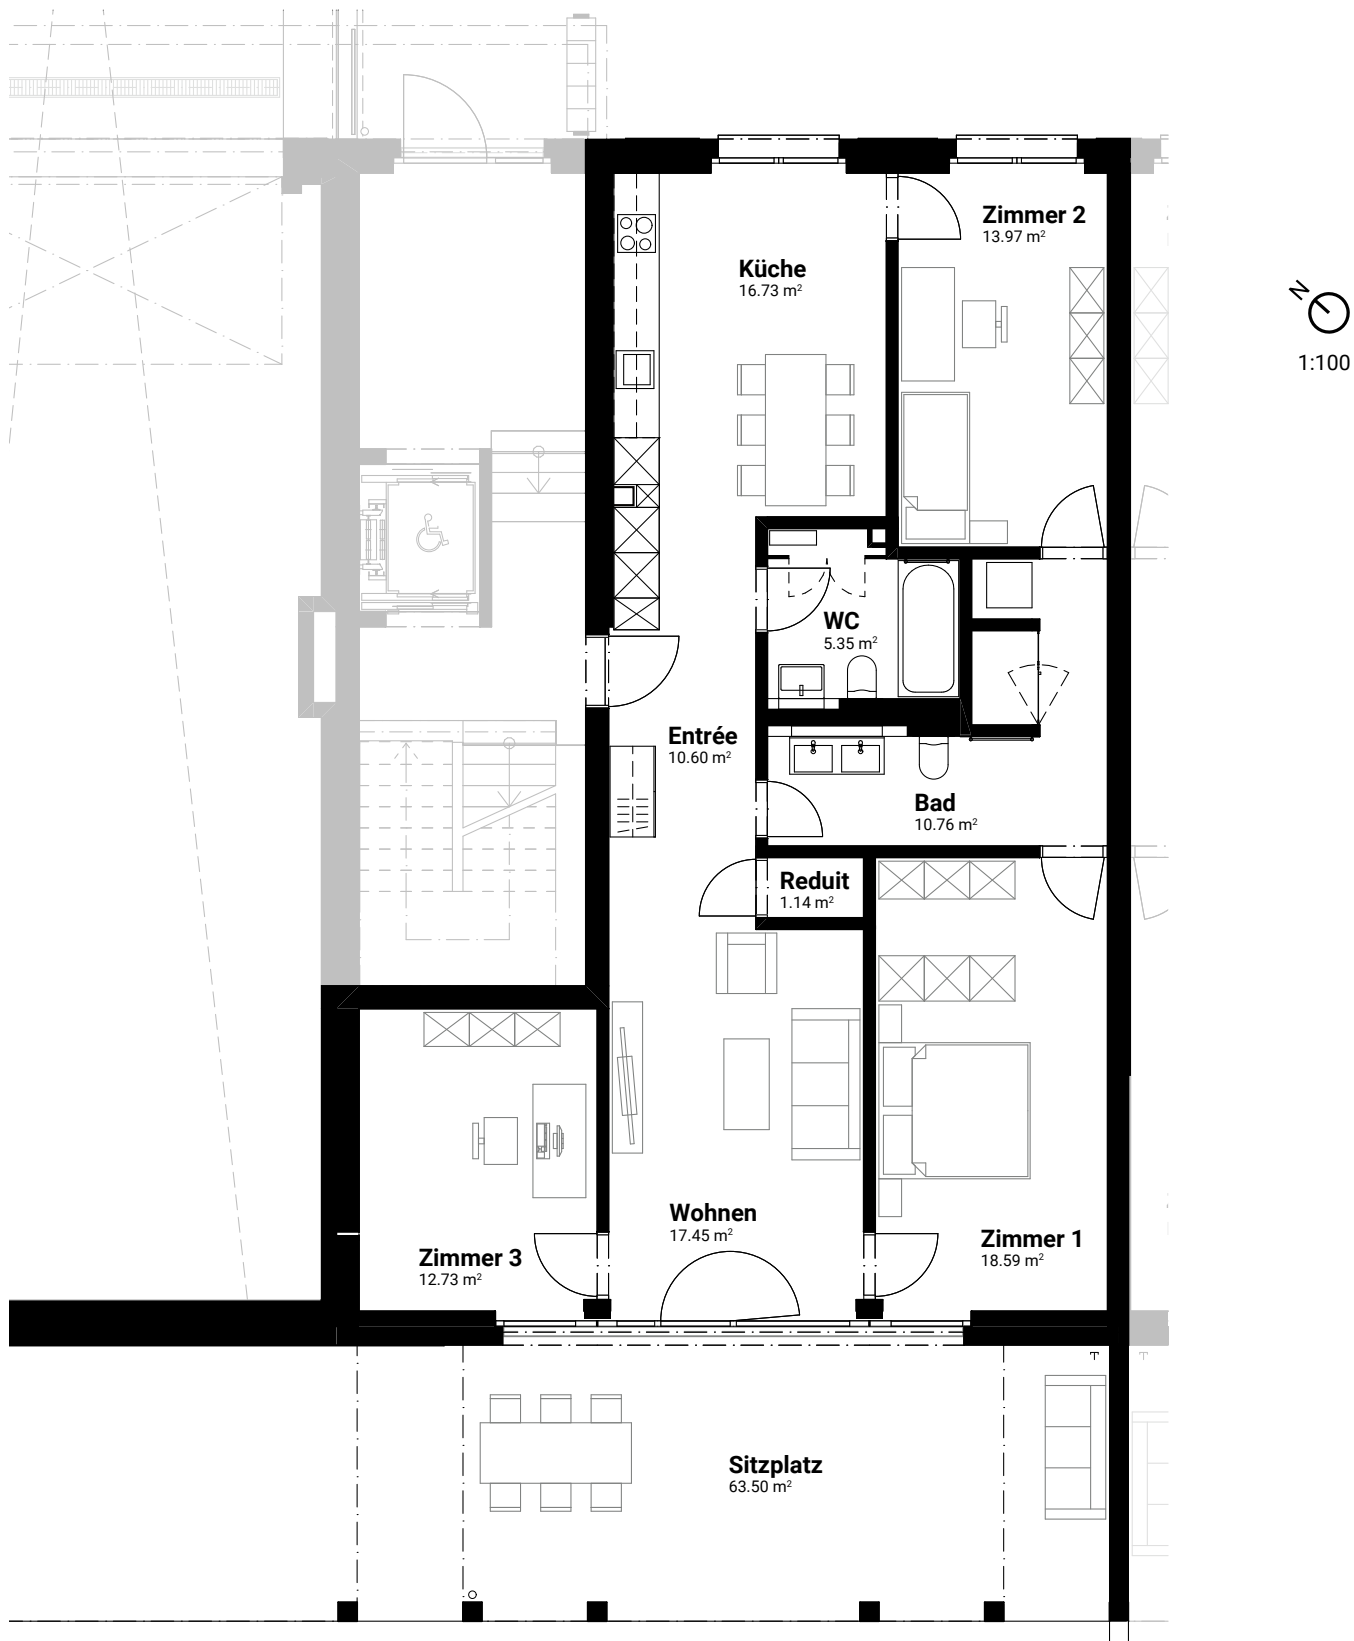 Zimmer 2
13.97 m²
Küche
16.73 m²
N
1:100
WC
5.35 m²
Entrée
10.60 m²
Bad
10.76 m²
Reduit
1.14 m²
Wohnen
17.45 m²
Zimmer 1
18.59 m²
Zimmer 3
12.73 m²
Sitzplatz
63.50 m²